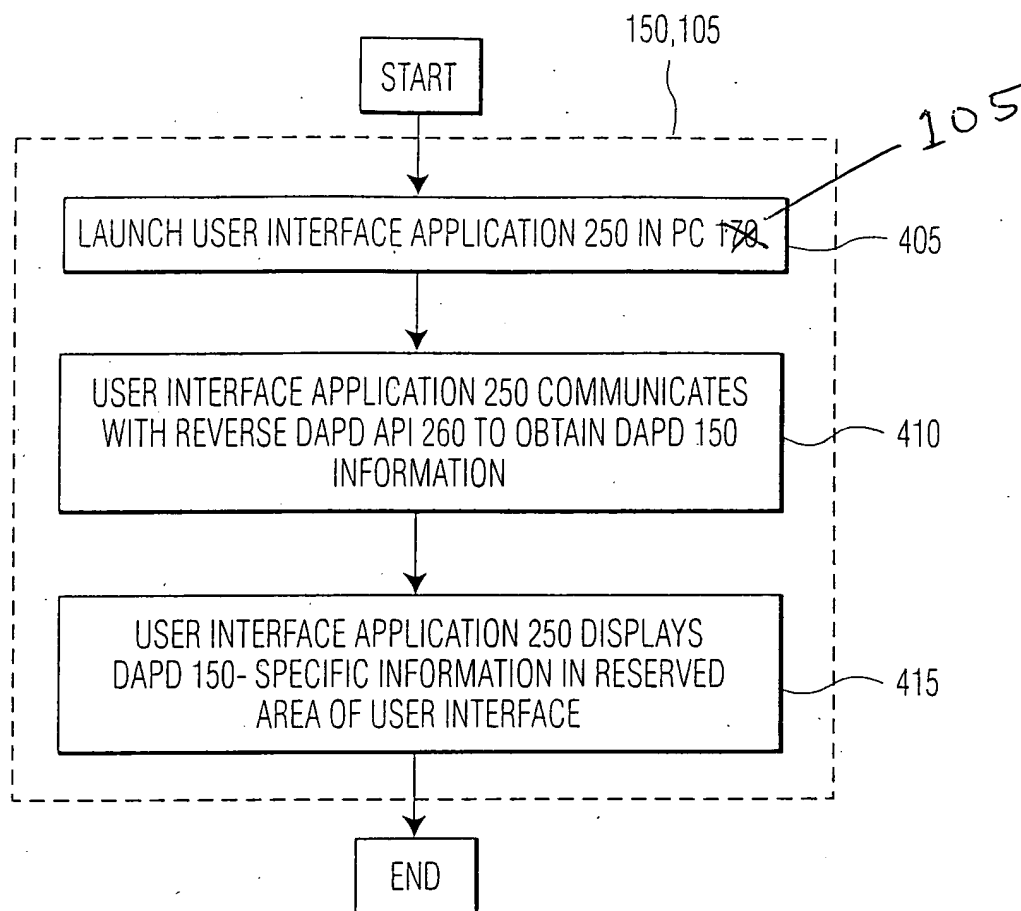 150,105
START
105
LAUNCH USER INTERFACE APPLICATION 250 IN PC 170
405
USER INTERFACE APPLICATION 250 COMMUNICATES
WITH REVERSE DAPD API 260 TO OBTAIN DAPD 150
INFORMATION
410
USER INTERFACE APPLICATION 250 DISPLAYS
DAPD 150- SPECIFIC INFORMATION IN RESERVED
AREA OF USER INTERFACE
415
END